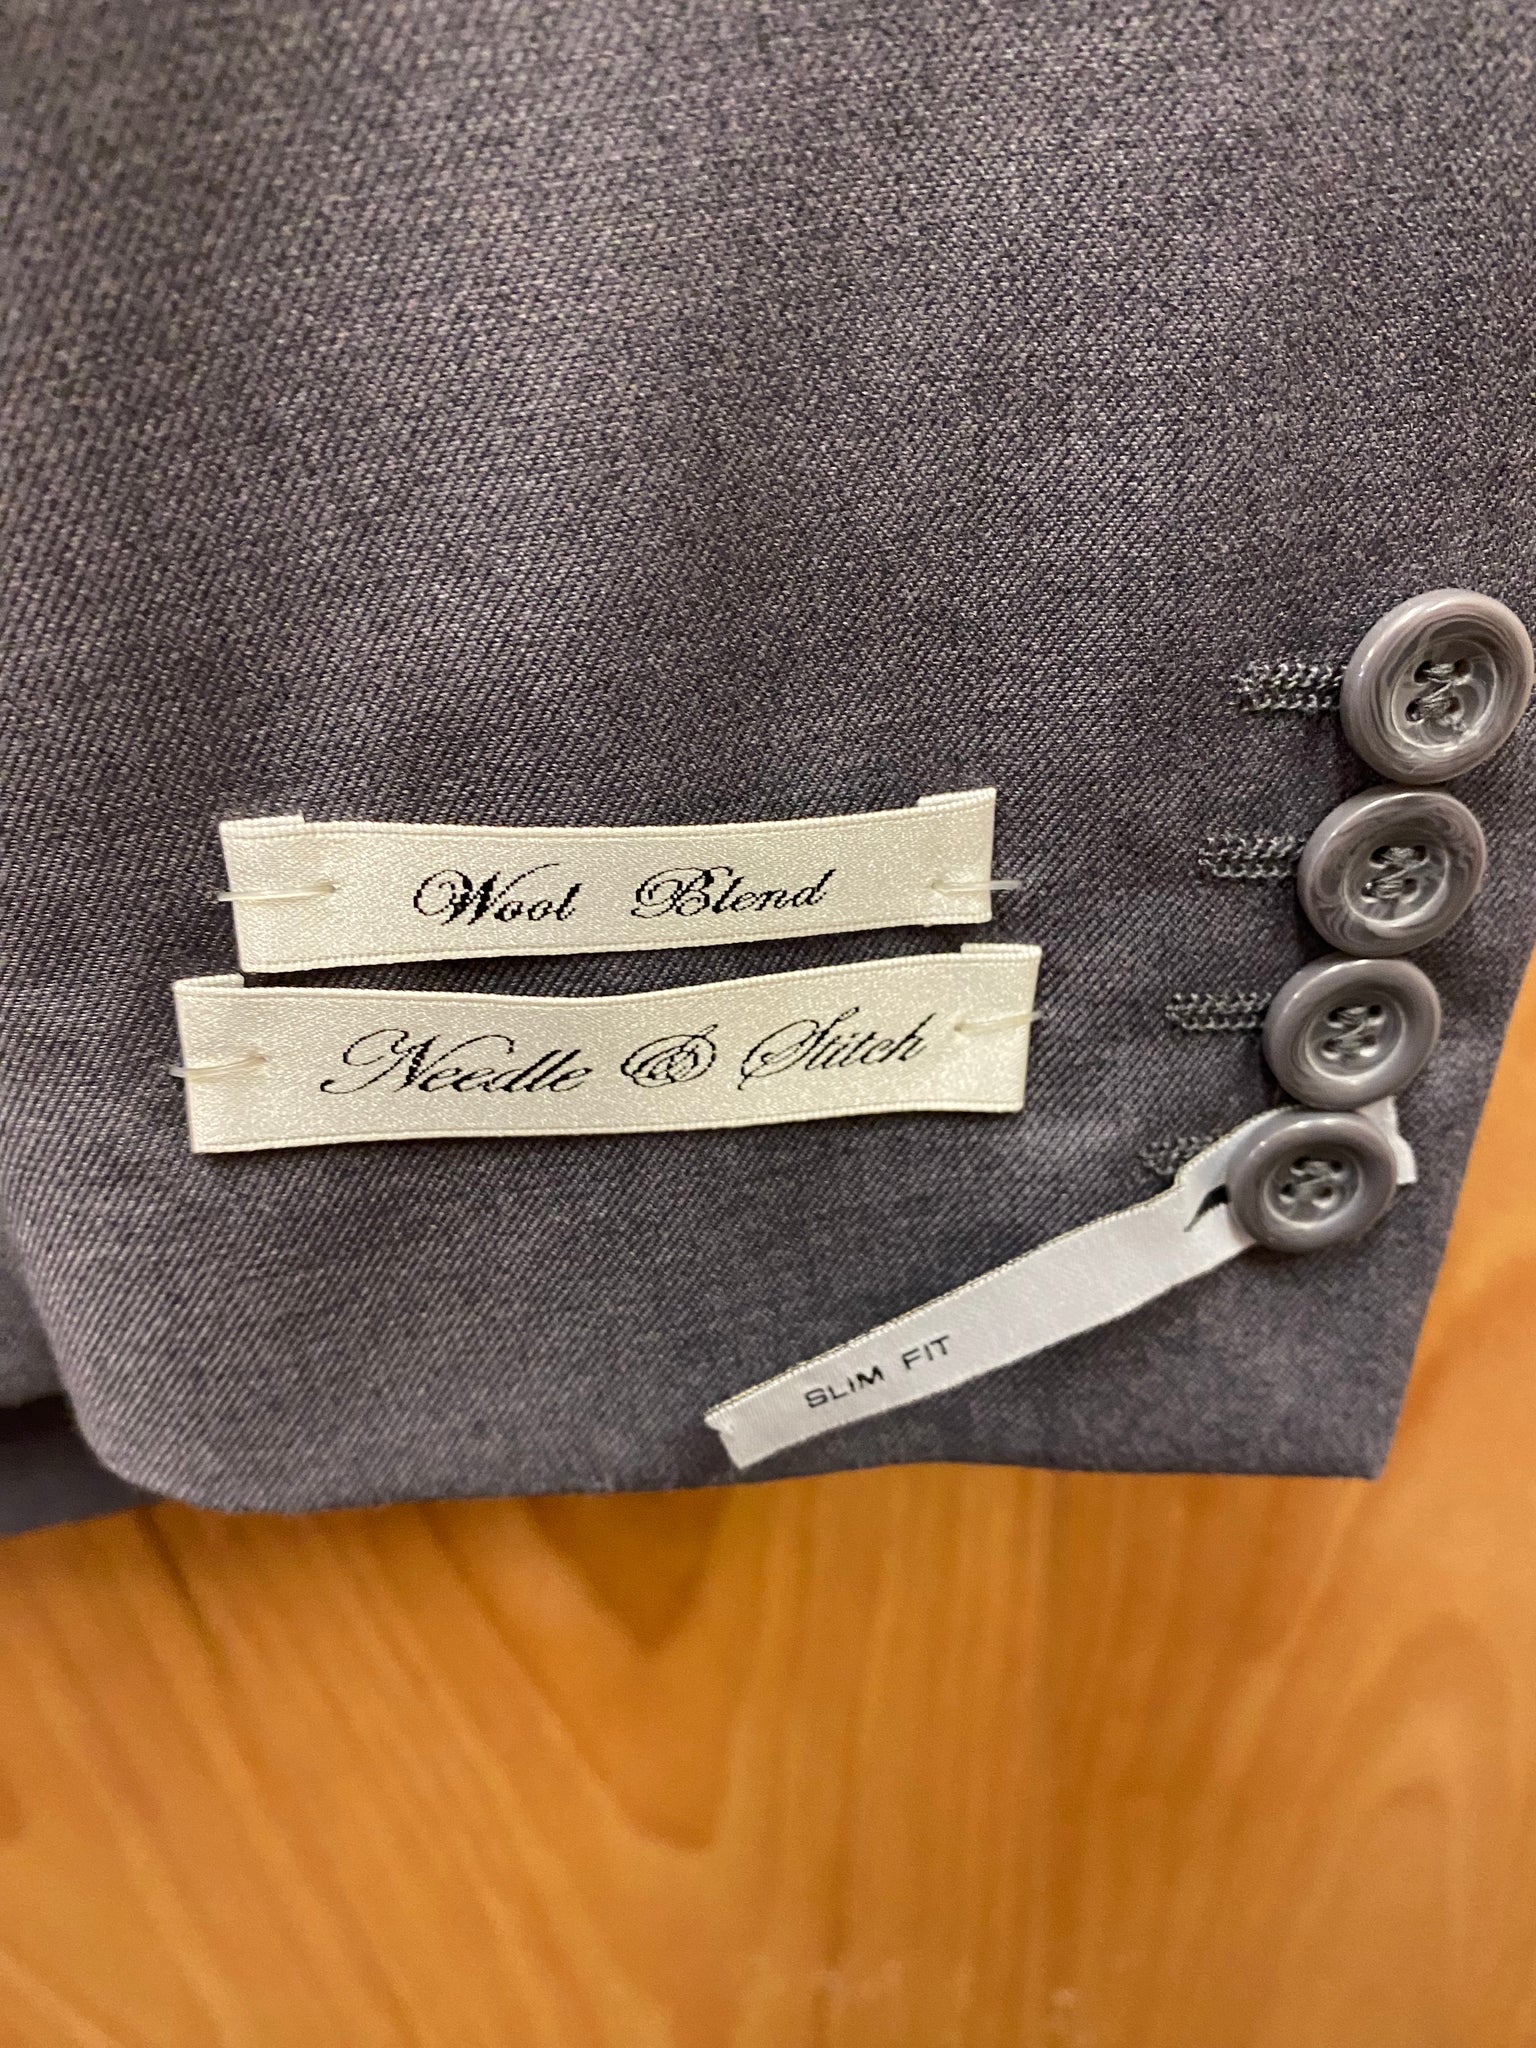 Wool Blend
Needle & Stitch
SLIM FIT